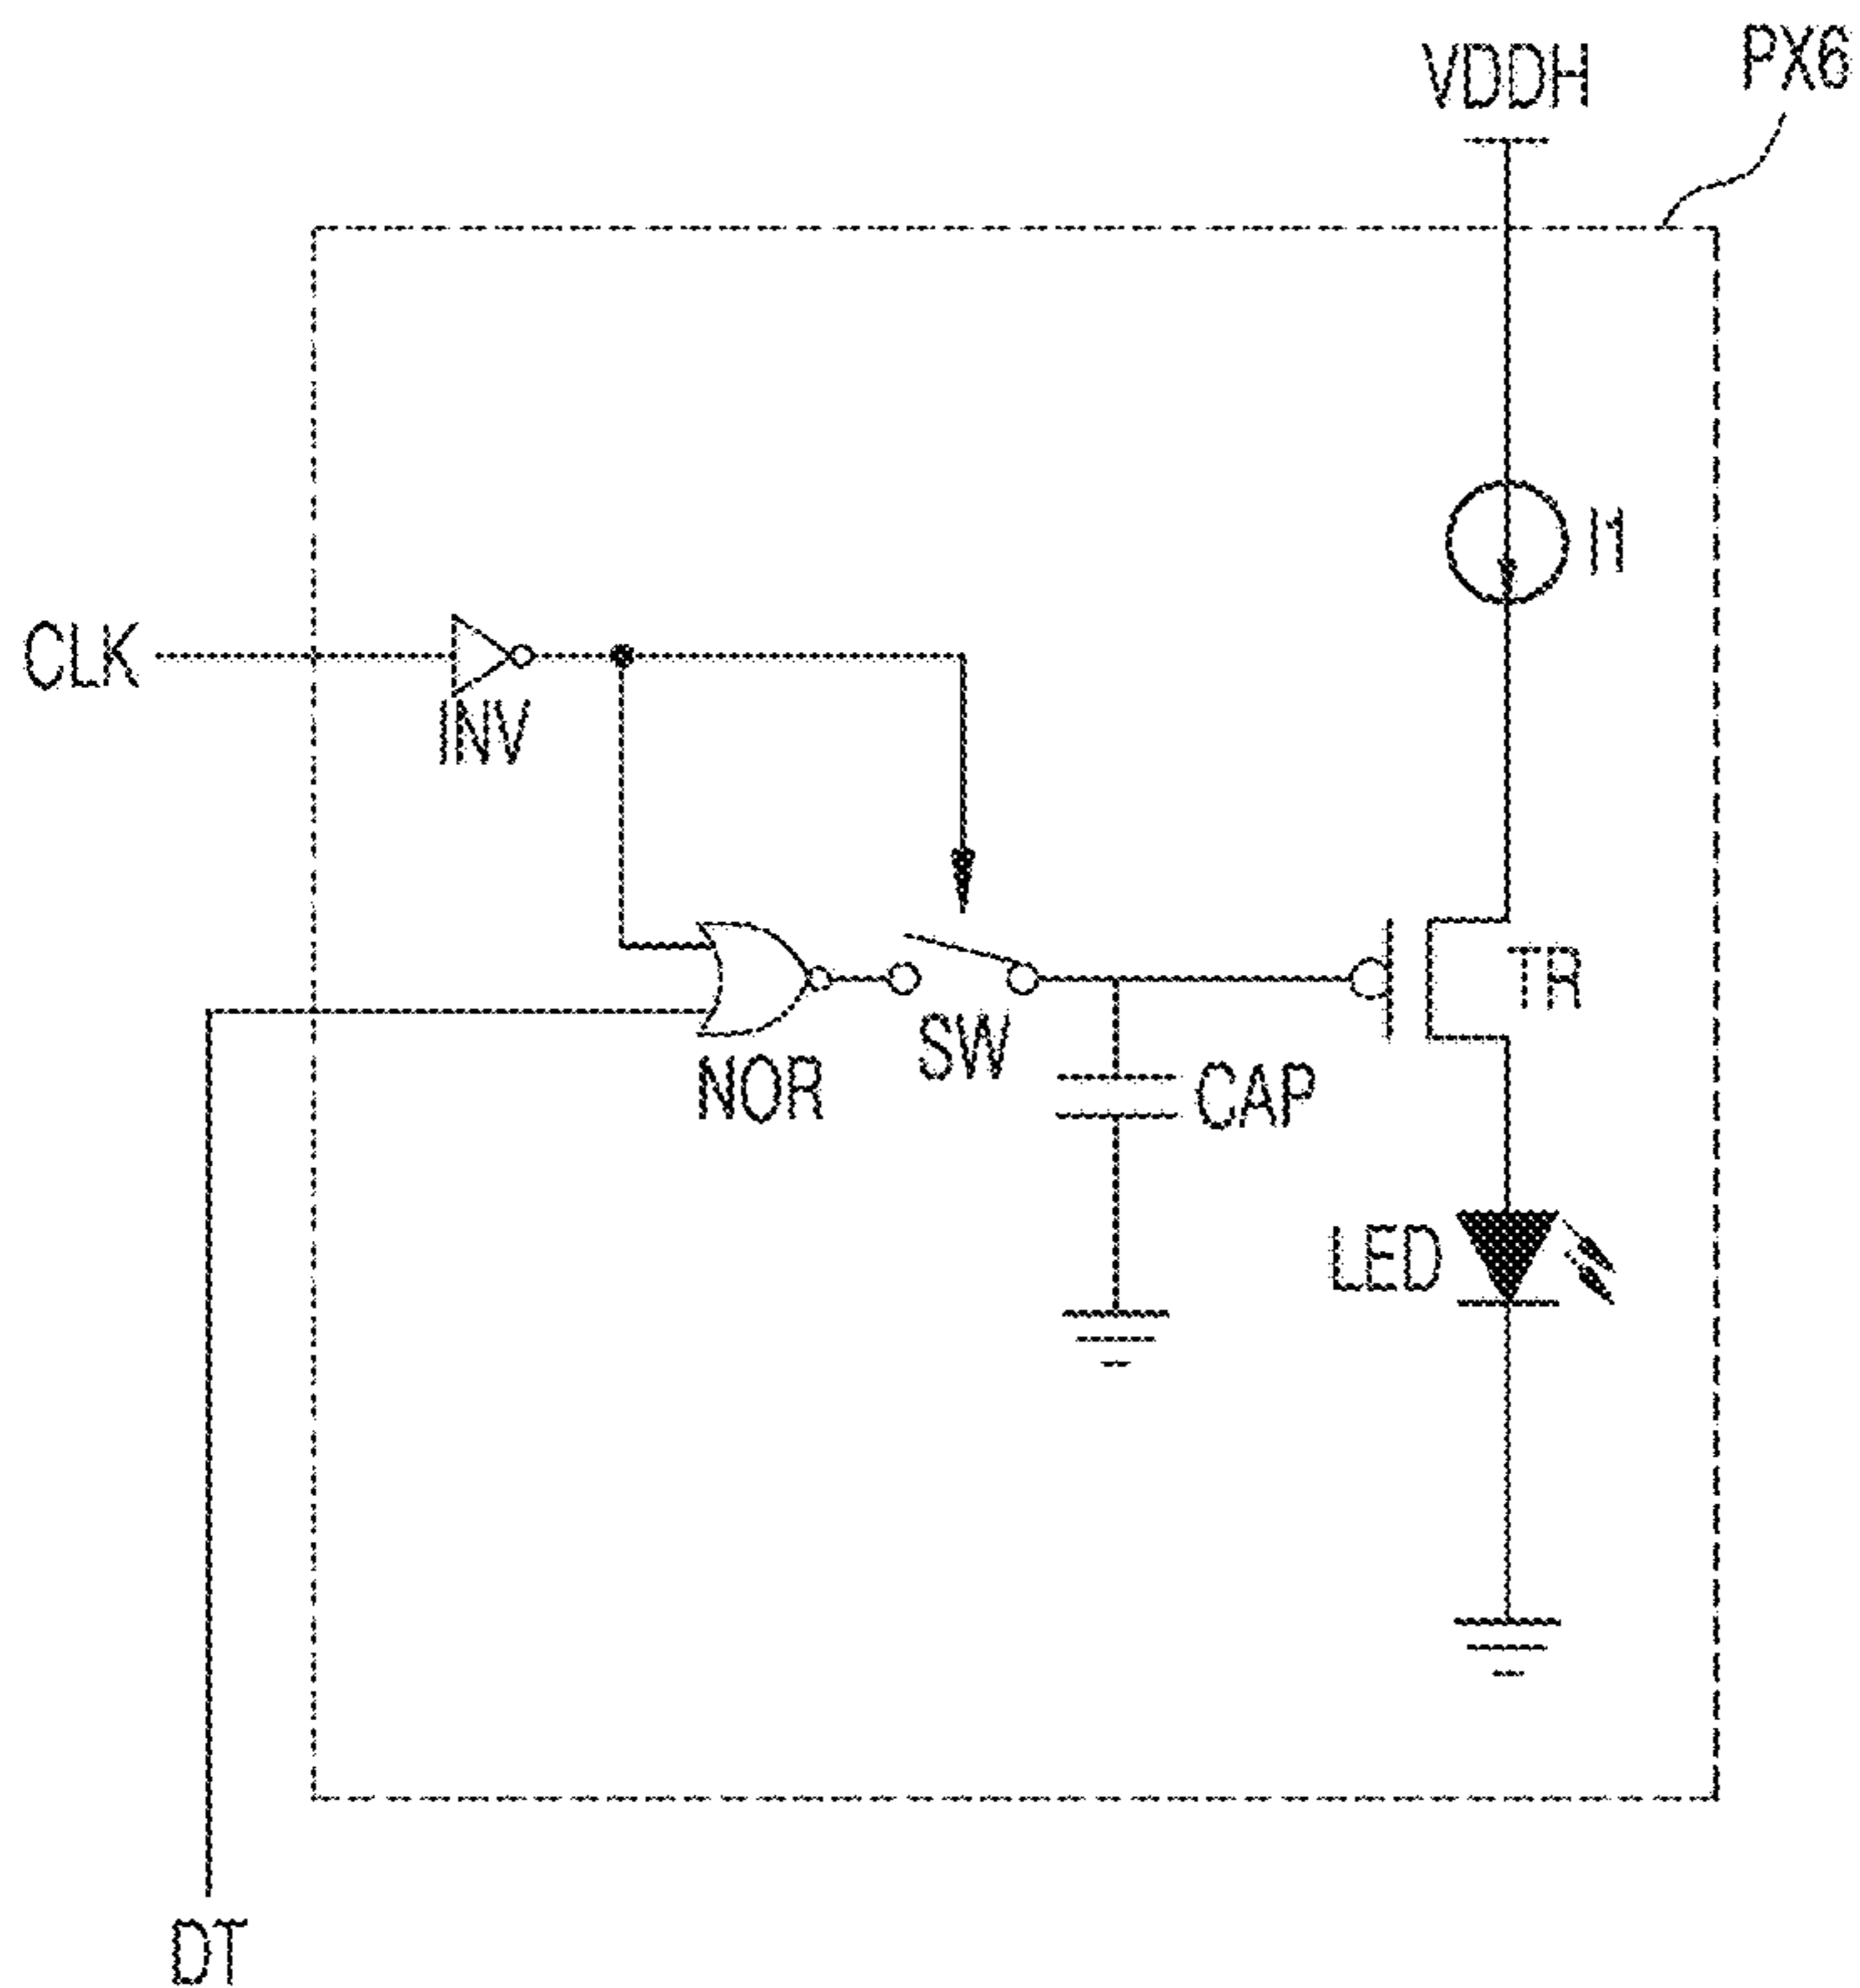 PX6
VDDH
I1
CLK
INV
TR
SW
NOR
CAP
LED
DT